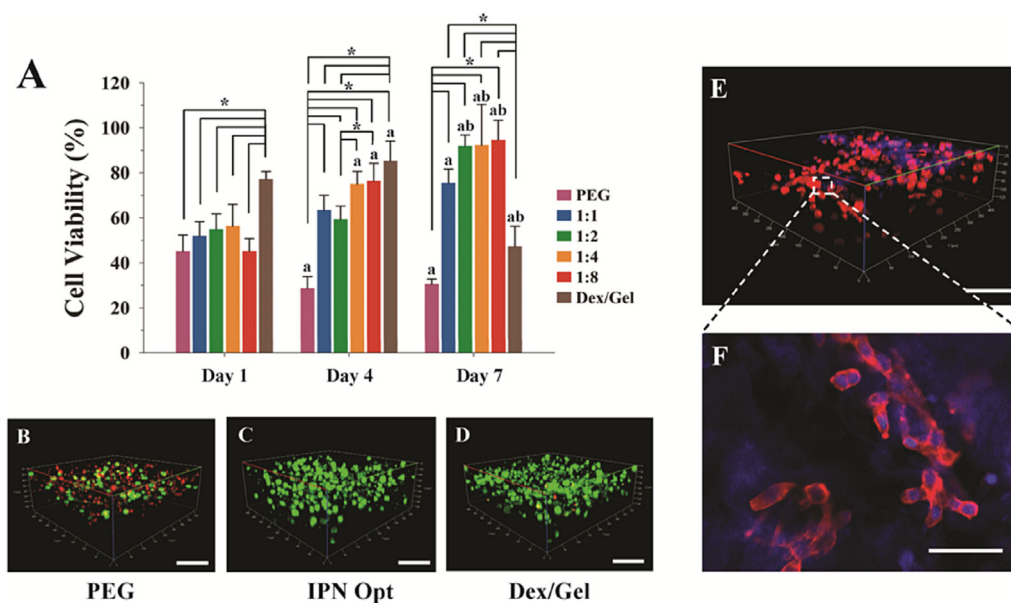 A
Cell Viability (%)
120
100
80
60
40
20
0
*
*
*
*
*
*
a
a
a
a
a
ab
ab
ab
ab
Day 1
Day 4
Day 7
PEG
1:1
1:2
1:4
1:8
Dex/Gel
B
PEG
C
IPN Opt
D
Dex/Gel
E
F